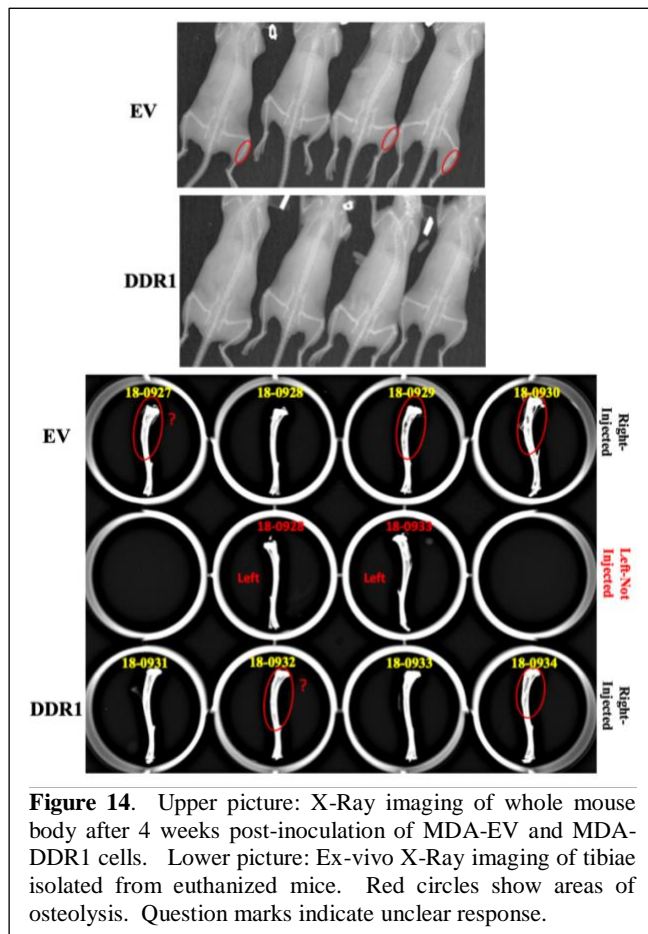 EV
DDR1
18-0927 18-0928 18-0929 18-0930
EV
?
Right-
Injected
18-0928 18-0933
Left Left
Left-Not
Injected
18-0931 18-0932 18-0933 18-0934
DDR1
?
Right-
Injected
Figure 14. Upper picture: X-Ray imaging of whole mouse
body after 4 weeks post-inoculation of MDA-EV and MDA-
DDR1 cells. Lower picture: Ex-vivo X-Ray imaging of tibiae
isolated from euthanized mice. Red circles show areas of
osteolysis. Question marks indicate unclear response.